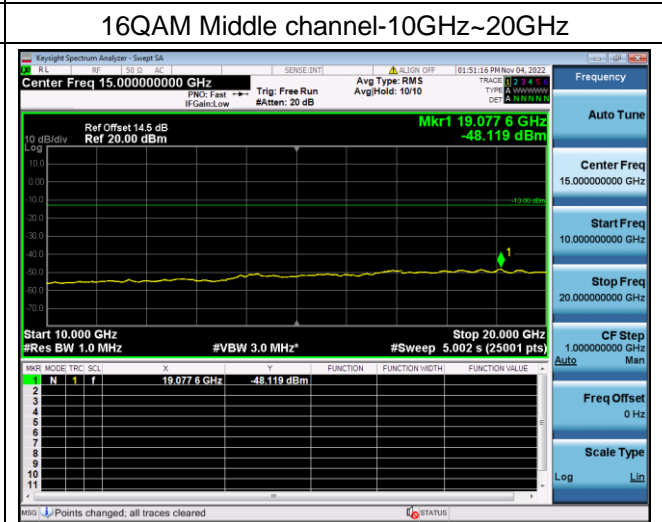 16QAM Middle channel-10GHz~20GHz
Keysight Spectrum Analyzer - Swept SA
RL RF 50 Ω AC SENSE:INT ALIGN OFF 01:51:16 PM Nov 04, 2022
Center Freq 15.000000000 GHz
PNO: Fast Trig: Free Run Avg Type: RMS TRACE 1 2 3 4 5 6
IFGain:Low #Atten: 20 dB Avg|Hold: 10/10 TYPE A WWWWW
DET A N N N N N
Frequency
Auto Tune
Mkr1 19.077 6 GHz
-48.119 dBm
Ref Offset 14.5 dB
10 dB/div Ref 20.00 dBm
Log
10.0
0.00
-10.0
-13.00 dBm
-20.0
-30.0
-40.0
1
-50.0
-60.0
-70.0
Start 10.000 GHz Stop 20.000 GHz
#Res BW 1.0 MHz #VBW 3.0 MHz* #Sweep 5.002 s (25001 pts)
MKR MODE TRC SCL X Y FUNCTION FUNCTION WIDTH FUNCTION VALUE
1 N 1 f 19.077 6 GHz -48.119 dBm
2
3
4
5
6
7
8
9
10
11
Center Freq
15.000000000 GHz
Start Freq
10.000000000 GHz
Stop Freq
20.000000000 GHz
CF Step
1.000000000 GHz
Auto Man
Freq Offset
0 Hz
Scale Type
Log Lin
MSG Points changed; all traces cleared STATUS